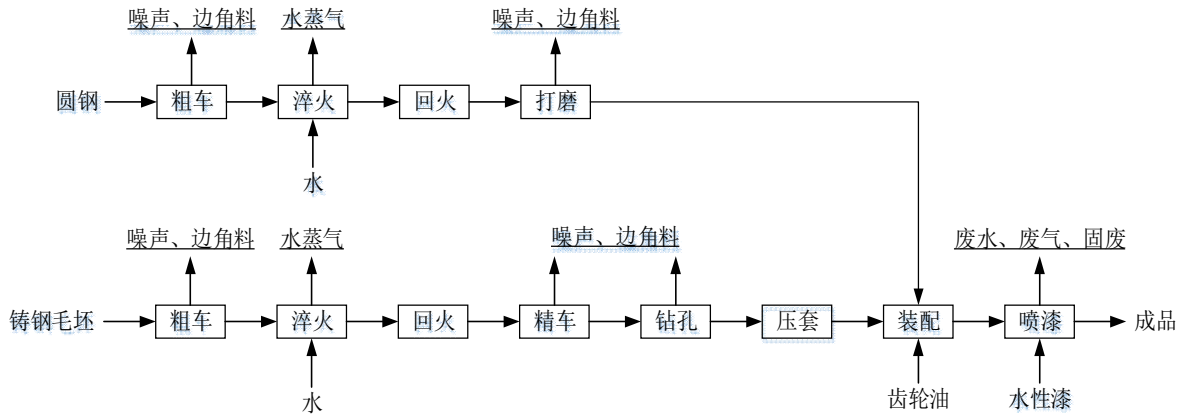 噪声、边角料 水蒸气 噪声、边角料
圆钢 粗车 淬火 回火 打磨
水
噪声、边角料 水蒸气 噪声、边角料 废水、废气、固废
铸钢毛坯 粗车 淬火 回火 精车 钻孔 压套 装配 喷漆 成品
水 齿轮油 水性漆